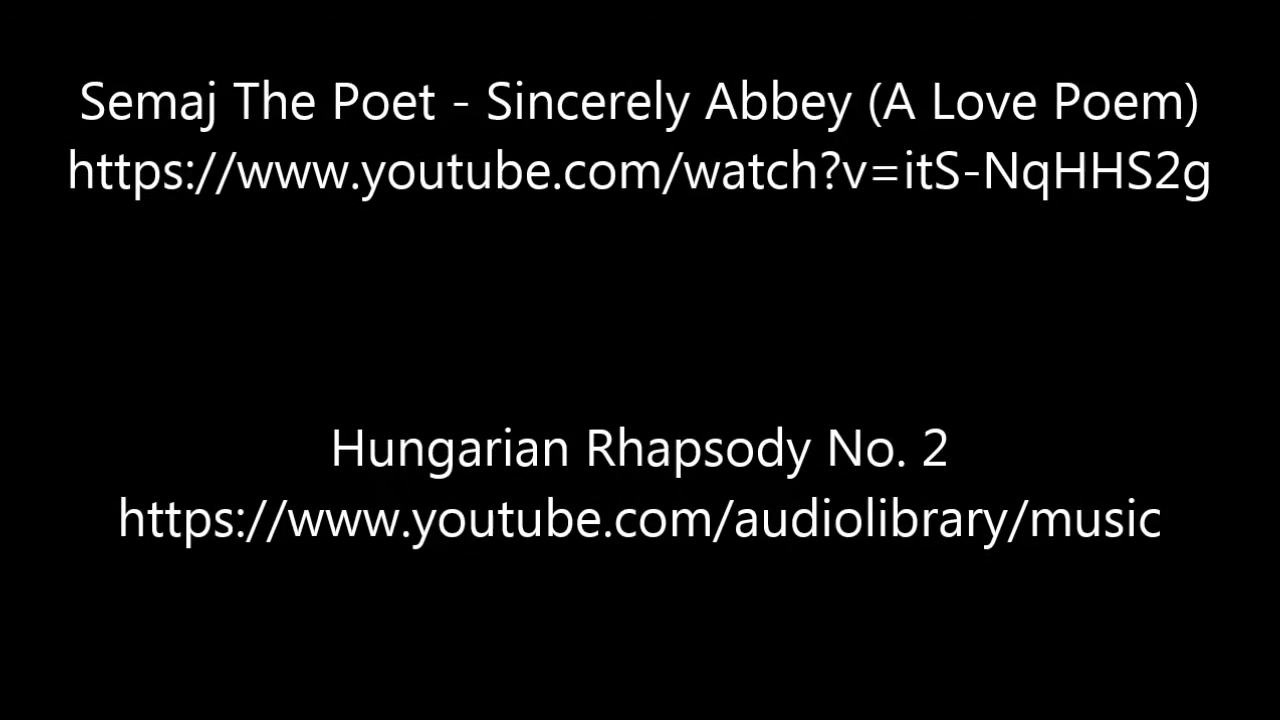 Semaj The Poet - Sincerely Abbey (A Love Poem)
https://www.youtube.com/watch?v=itS-NqHHS2g
Hungarian Rhapsody No. 2
https://www.youtube.com/audiolibrary/music